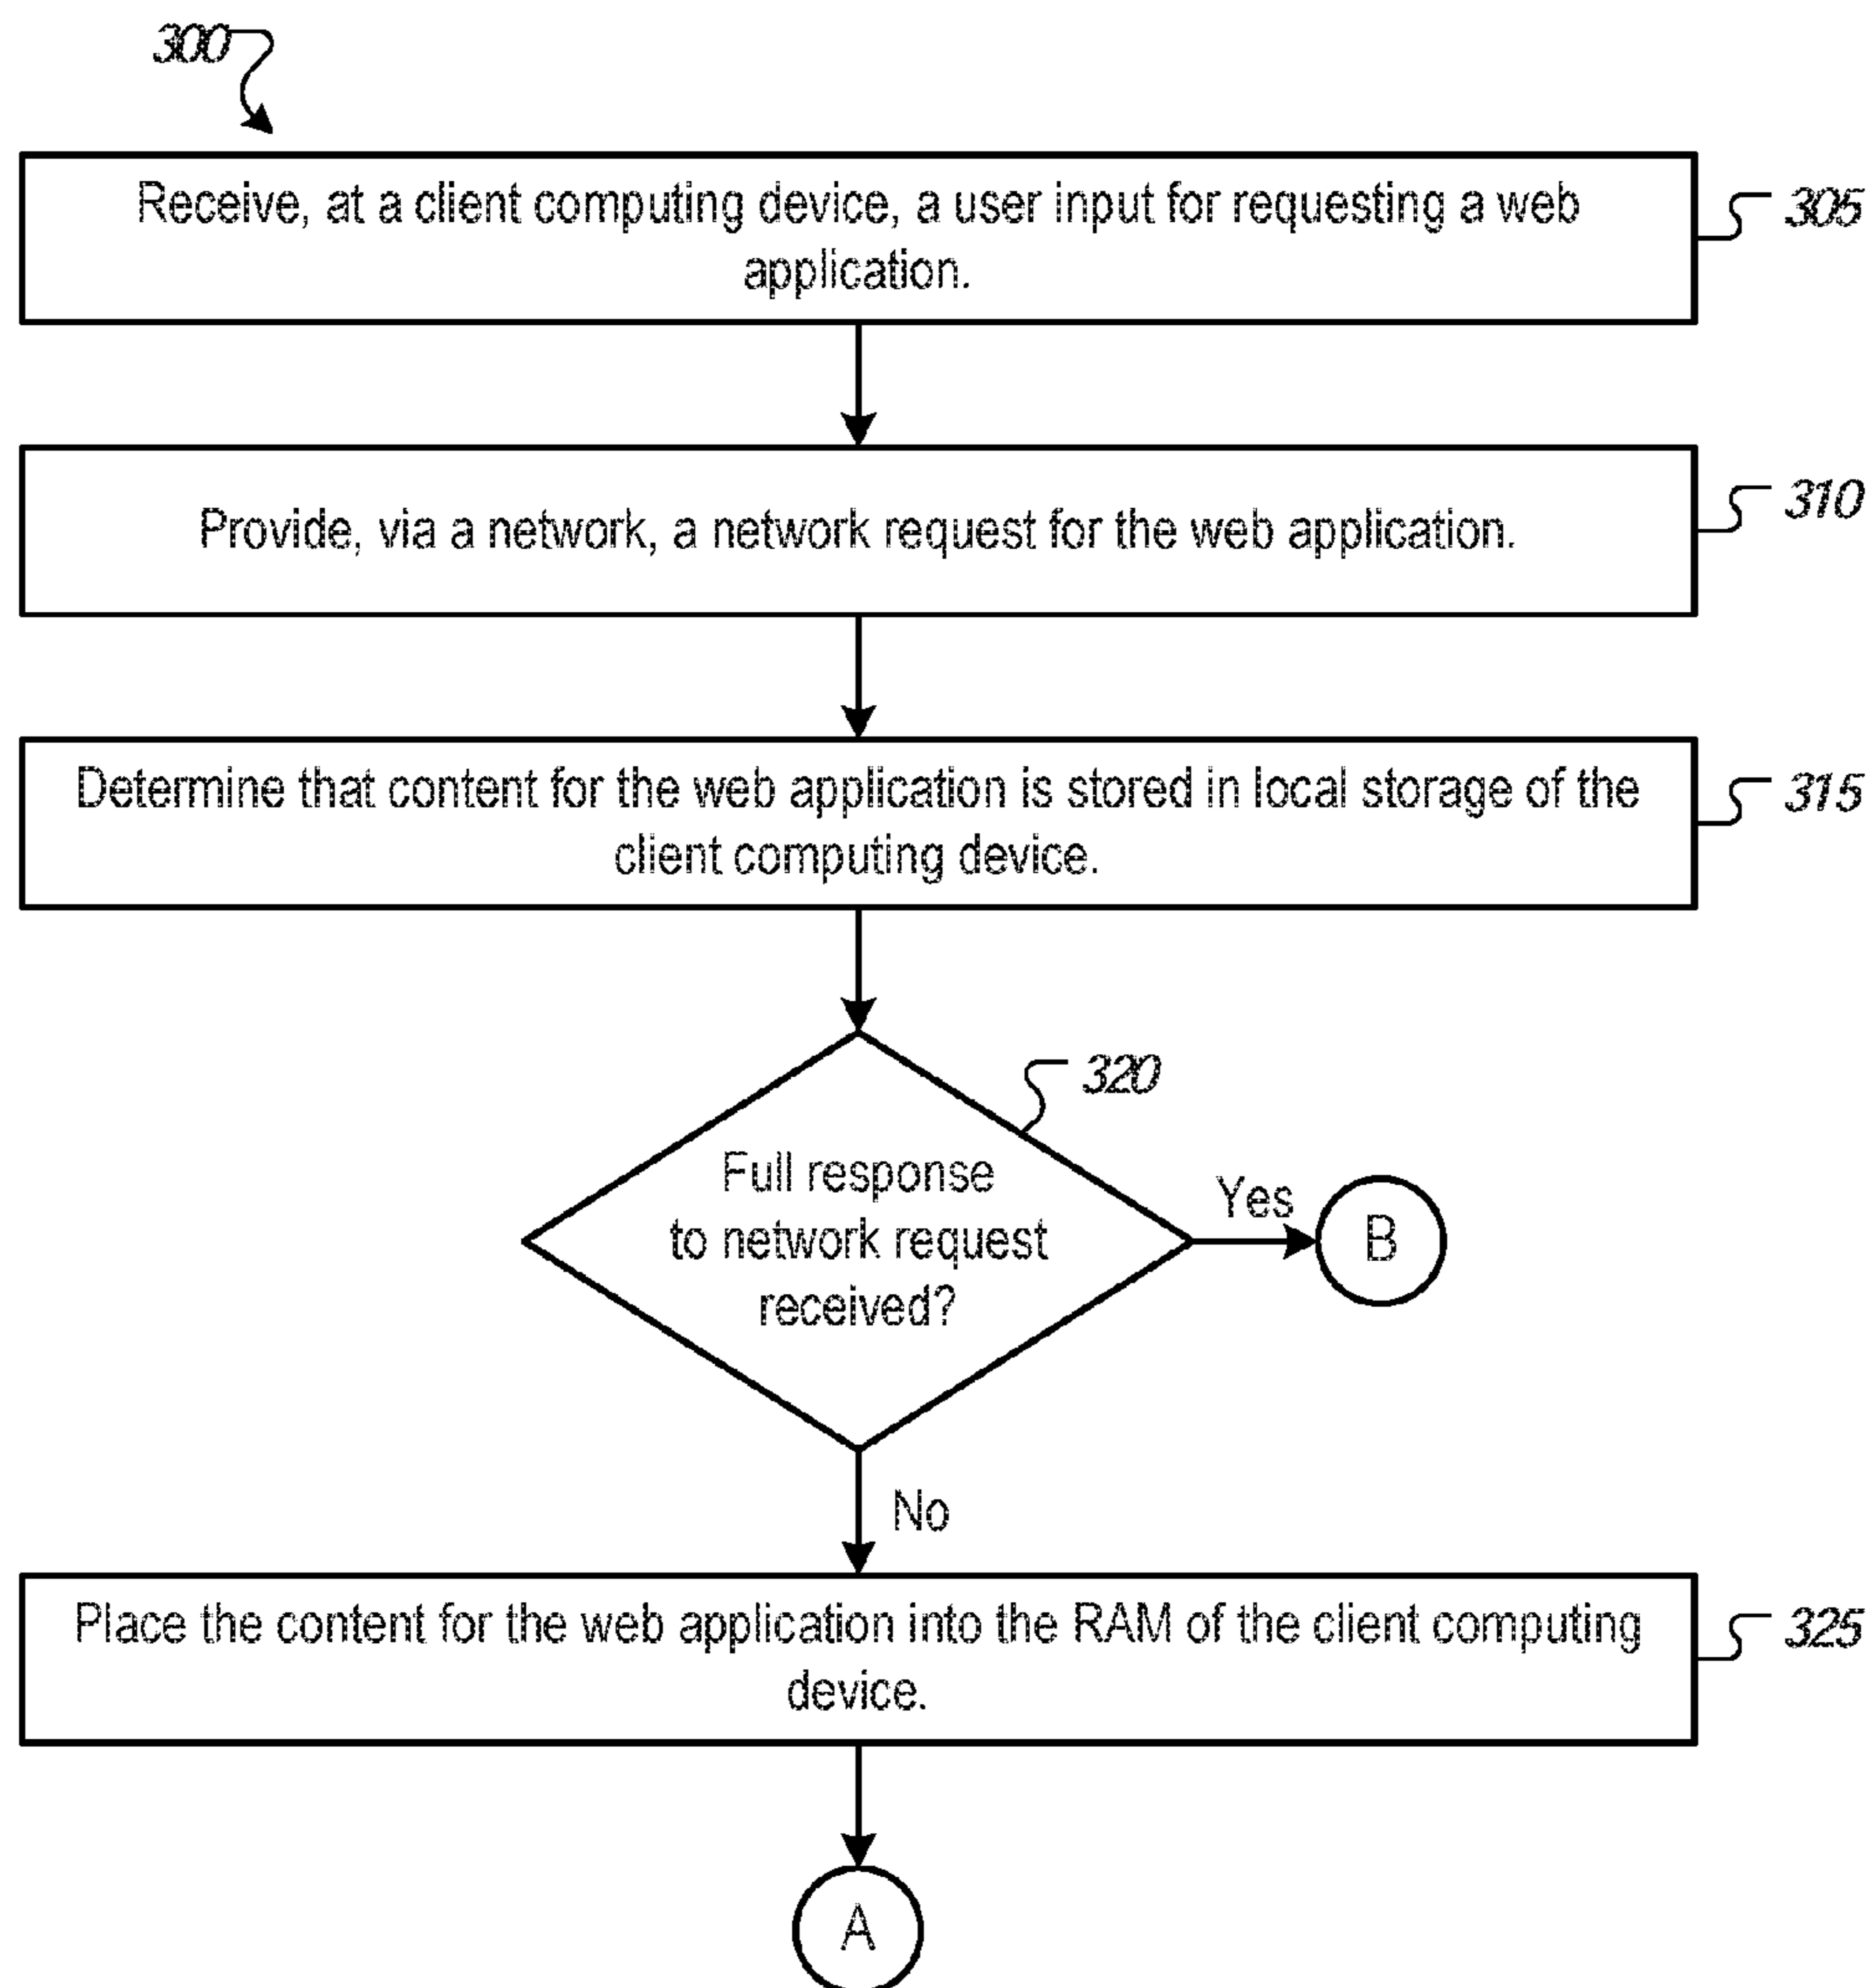 300
Receive, at a client computing device, a user input for requesting a web
application.
305
Provide, via a network, a network request for the web application.
310
Determine that content for the web application is stored in local storage of the
client computing device.
315
320
Full response
to network request
received?
Yes
B
No
Place the content for the web application into the RAM of the client computing
device.
325
A